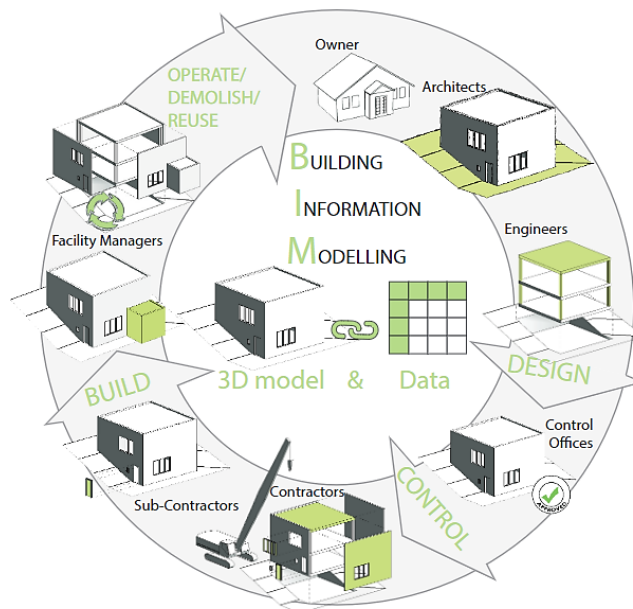 Owner
Architects
OPERATE/
DEMOLISH/
REUSE
BUILDING
INFORMATION
MODELLING
Engineers
Facility Managers
3D model & Data
DESIGN
BUILD
Control
Offices
APPROVED
CONTROL
Contractors
Sub-Contractors